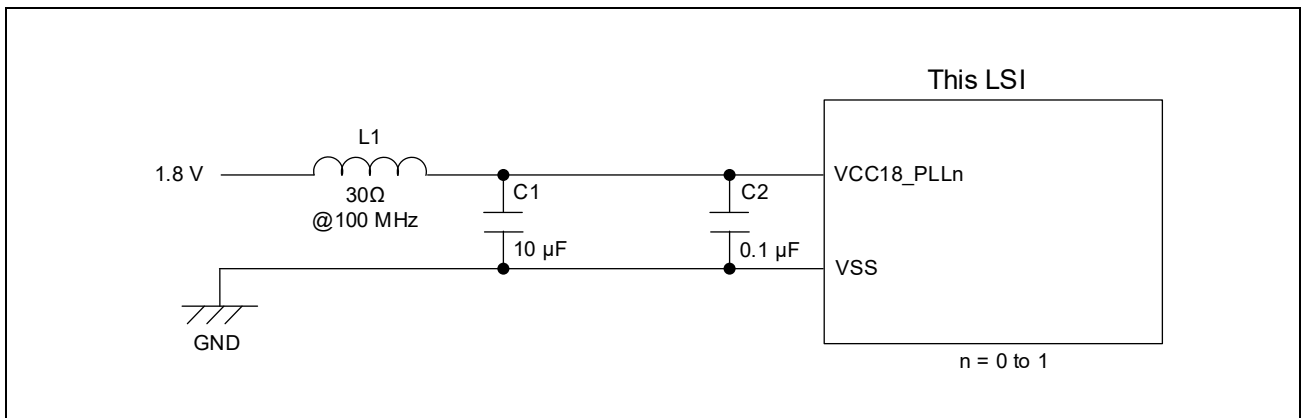 This LSI
L1
1.8 V
30Ω
@100 MHz
C1
10 µF
C2
0.1 µF
VCC18_PLLn
VSS
GND
n = 0 to 1